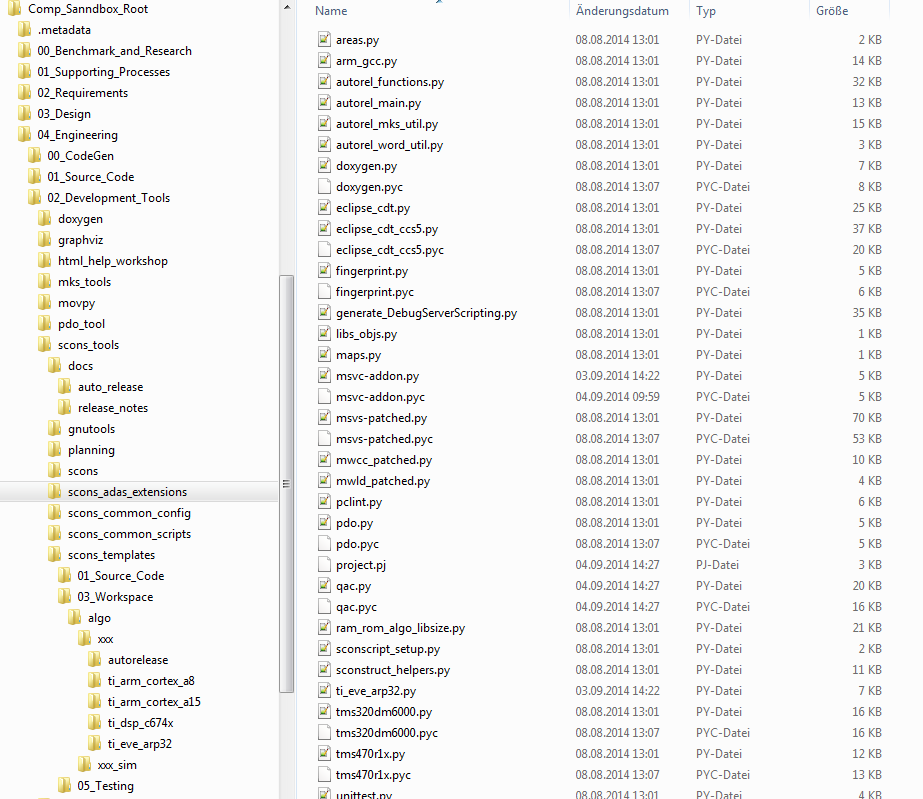 Comp_Sanndbox_Root
.metadata
00_Benchmark_and_Research
01_Supporting_Processes
02_Requirements
03_Design
04_Engineering
00_CodeGen
01_Source_Code
02_Development_Tools
doxygen
graphviz
html_help_workshop
mks_tools
movpy
pdo_tool
scons_tools
docs
auto_release
release_notes
gnutools
planning
scons
scons_adas_extensions
scons_common_config
scons_common_scripts
scons_templates
01_Source_Code
03_Workspace
algo
xxx
autorelease
ti_arm_cortex_a8
ti_arm_cortex_a15
ti_dsp_c674x
ti_eve_arp32
xxx_sim
05_Testing
Name Änderungsdatum Typ Größe
areas.py 08.08.2014 13:01 PY-Datei 2 KB
arm_gcc.py 08.08.2014 13:01 PY-Datei 14 KB
autorel_functions.py 08.08.2014 13:01 PY-Datei 32 KB
autorel_main.py 08.08.2014 13:01 PY-Datei 13 KB
autorel_mks_util.py 08.08.2014 13:01 PY-Datei 15 KB
autorel_word_util.py 08.08.2014 13:01 PY-Datei 3 KB
doxygen.py 08.08.2014 13:01 PY-Datei 7 KB
doxygen.pyc 08.08.2014 13:07 PYC-Datei 8 KB
eclipse_cdt.py 08.08.2014 13:01 PY-Datei 25 KB
eclipse_cdt_ccs5.py 08.08.2014 13:01 PY-Datei 37 KB
eclipse_cdt_ccs5.pyc 08.08.2014 13:07 PYC-Datei 20 KB
fingerprint.py 08.08.2014 13:01 PY-Datei 5 KB
fingerprint.pyc 08.08.2014 13:07 PYC-Datei 6 KB
generate_DebugServerScripting.py 08.08.2014 13:01 PY-Datei 35 KB
libs_objs.py 08.08.2014 13:01 PY-Datei 1 KB
maps.py 08.08.2014 13:01 PY-Datei 1 KB
msvc-addon.py 03.09.2014 14:22 PY-Datei 5 KB
msvc-addon.pyc 04.09.2014 09:59 PYC-Datei 5 KB
msvs-patched.py 08.08.2014 13:01 PY-Datei 70 KB
msvs-patched.pyc 08.08.2014 13:07 PYC-Datei 53 KB
mwcc_patched.py 08.08.2014 13:01 PY-Datei 10 KB
mwld_patched.py 08.08.2014 13:01 PY-Datei 4 KB
pclint.py 08.08.2014 13:01 PY-Datei 6 KB
pdo.py 08.08.2014 13:01 PY-Datei 5 KB
pdo.pyc 08.08.2014 13:07 PYC-Datei 5 KB
project.pj 04.09.2014 14:27 PJ-Datei 3 KB
qac.py 04.09.2014 14:27 PY-Datei 20 KB
qac.pyc 04.09.2014 14:27 PYC-Datei 16 KB
ram_rom_algo_libsize.py 08.08.2014 13:01 PY-Datei 21 KB
sconscript_setup.py 08.08.2014 13:01 PY-Datei 2 KB
sconstruct_helpers.py 08.08.2014 13:01 PY-Datei 11 KB
ti_eve_arp32.py 03.09.2014 14:22 PY-Datei 7 KB
tms320dm6000.py 08.08.2014 13:01 PY-Datei 16 KB
tms320dm6000.pyc 08.08.2014 13:07 PYC-Datei 16 KB
tms470r1x.py 08.08.2014 13:01 PY-Datei 12 KB
tms470r1x.pyc 08.08.2014 13:07 PYC-Datei 13 KB
unittest.py 08.08.2014 13:01 PY-Datei 4 KB